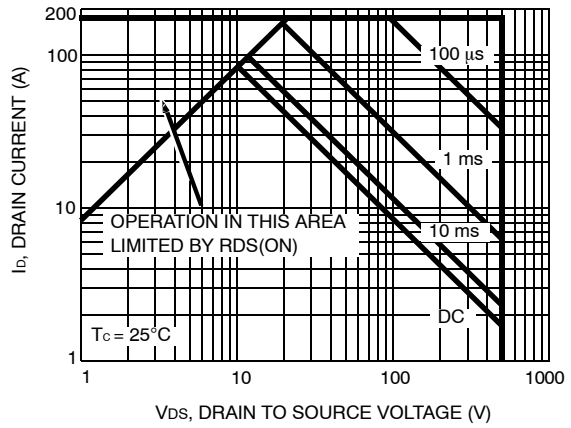 200
100
10
1
ID, DRAIN CURRENT (A)
100 µs
1 ms
10 ms
DC
OPERATION IN THIS AREA
LIMITED BY RDS(ON)
TC = 25°C
1
10
100
1000
VDS, DRAIN TO SOURCE VOLTAGE (V)